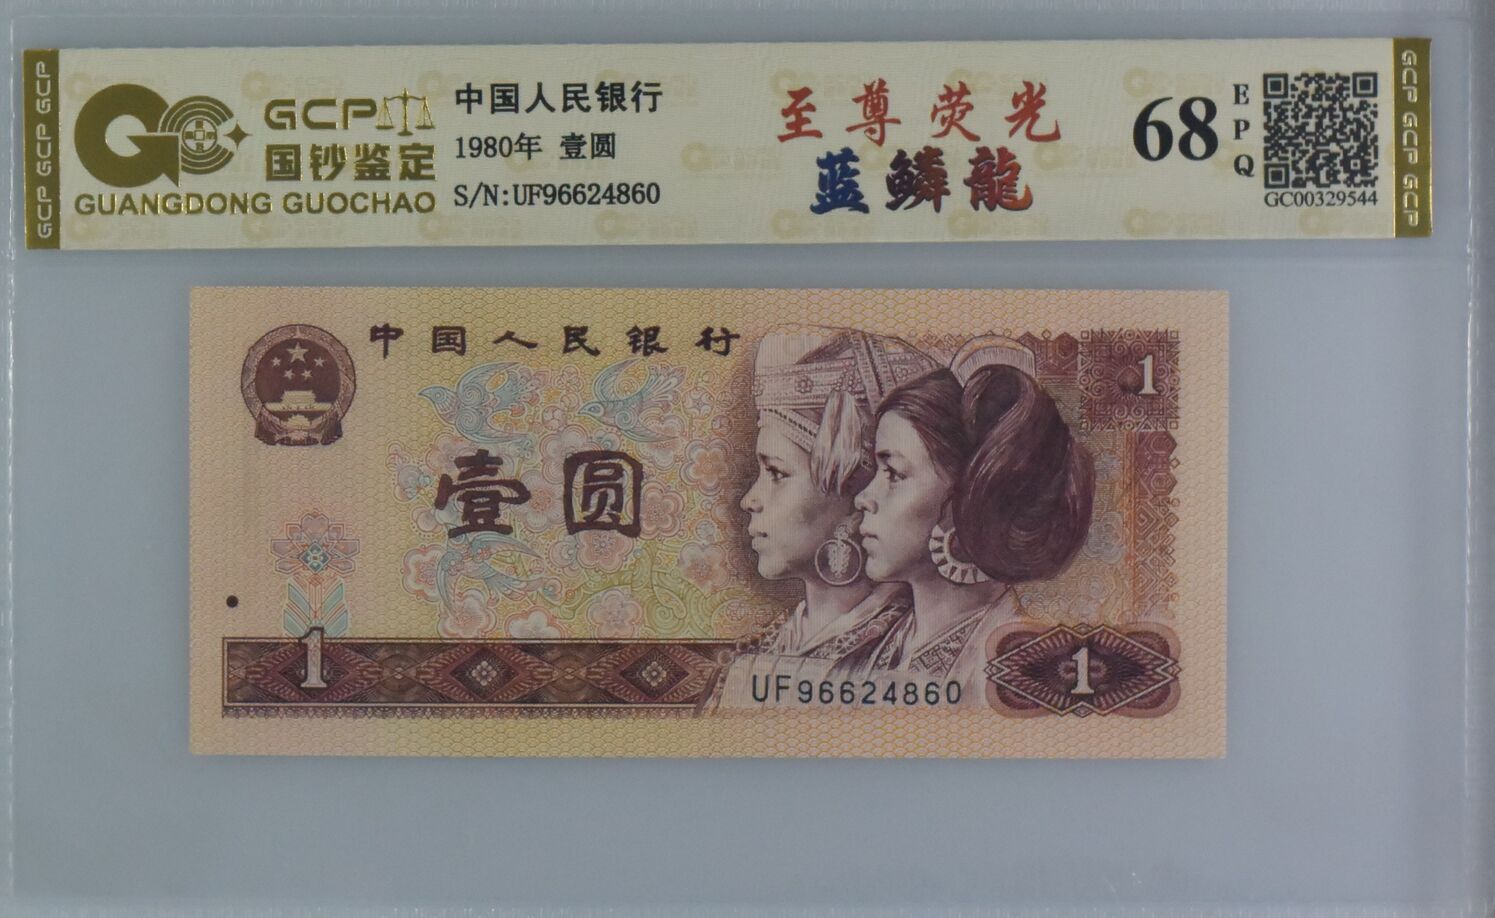 GCP GCP GCP
GCP
国钞鉴定
GUANGDONG GUOCHAO
中国人民银行
1980年 壹圆
S/N:UF96624860
至尊荧光
蓝鳞龍
68
EPQ
GC00329544
GCP GCP GCP
中国人民银行
1
壹圆
1
UF96624860
1